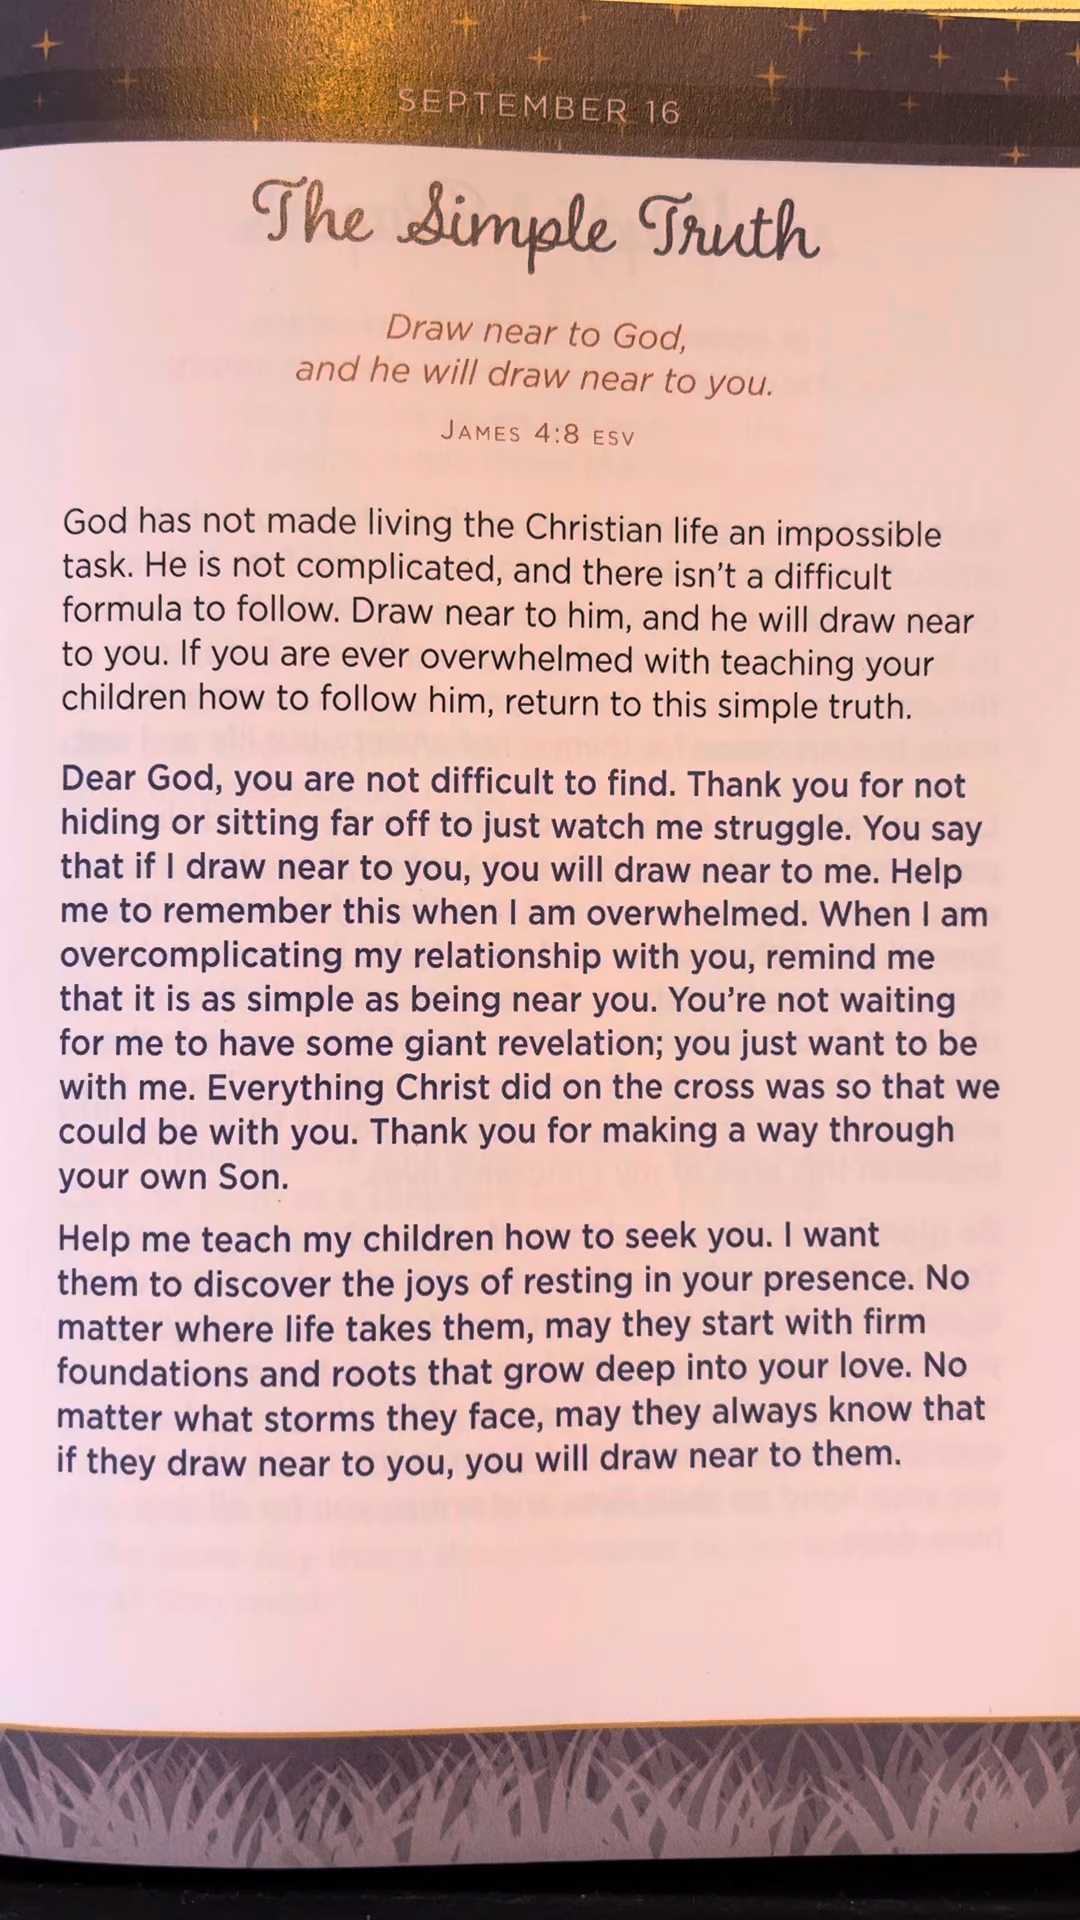 SEPTEMBER 16
The Simple Truth
Draw near to God,
and he will draw near to you.
JAMES 4:8 ESV
God has not made living the Christian life an impossible
task. He is not complicated, and there isn't a difficult
formula to follow. Draw near to him, and he will draw near
to you. If you are ever overwhelmed with teaching your
children how to follow him, return to this simple truth.
Dear God, you are not difficult to find. Thank you for not
hiding or sitting far off to just watch me struggle. You say
that if I draw near to you, you will draw near to me. Help
me to remember this when I am overwhelmed. When I am
overcomplicating my relationship with you, remind me
that it is as simple as being near you. You're not waiting
for me to have some giant revelation; you just want to be
with me. Everything Christ did on the cross was so that we
could be with you. Thank you for making a way through
your own Son.
Help me teach my children how to seek you. I want
them to discover the joys of resting in your presence. No
matter where life takes them, may they start with firm
foundations and roots that grow deep into your love. No
matter what storms they face, may they always know that
if they draw near to you, you will draw near to them.